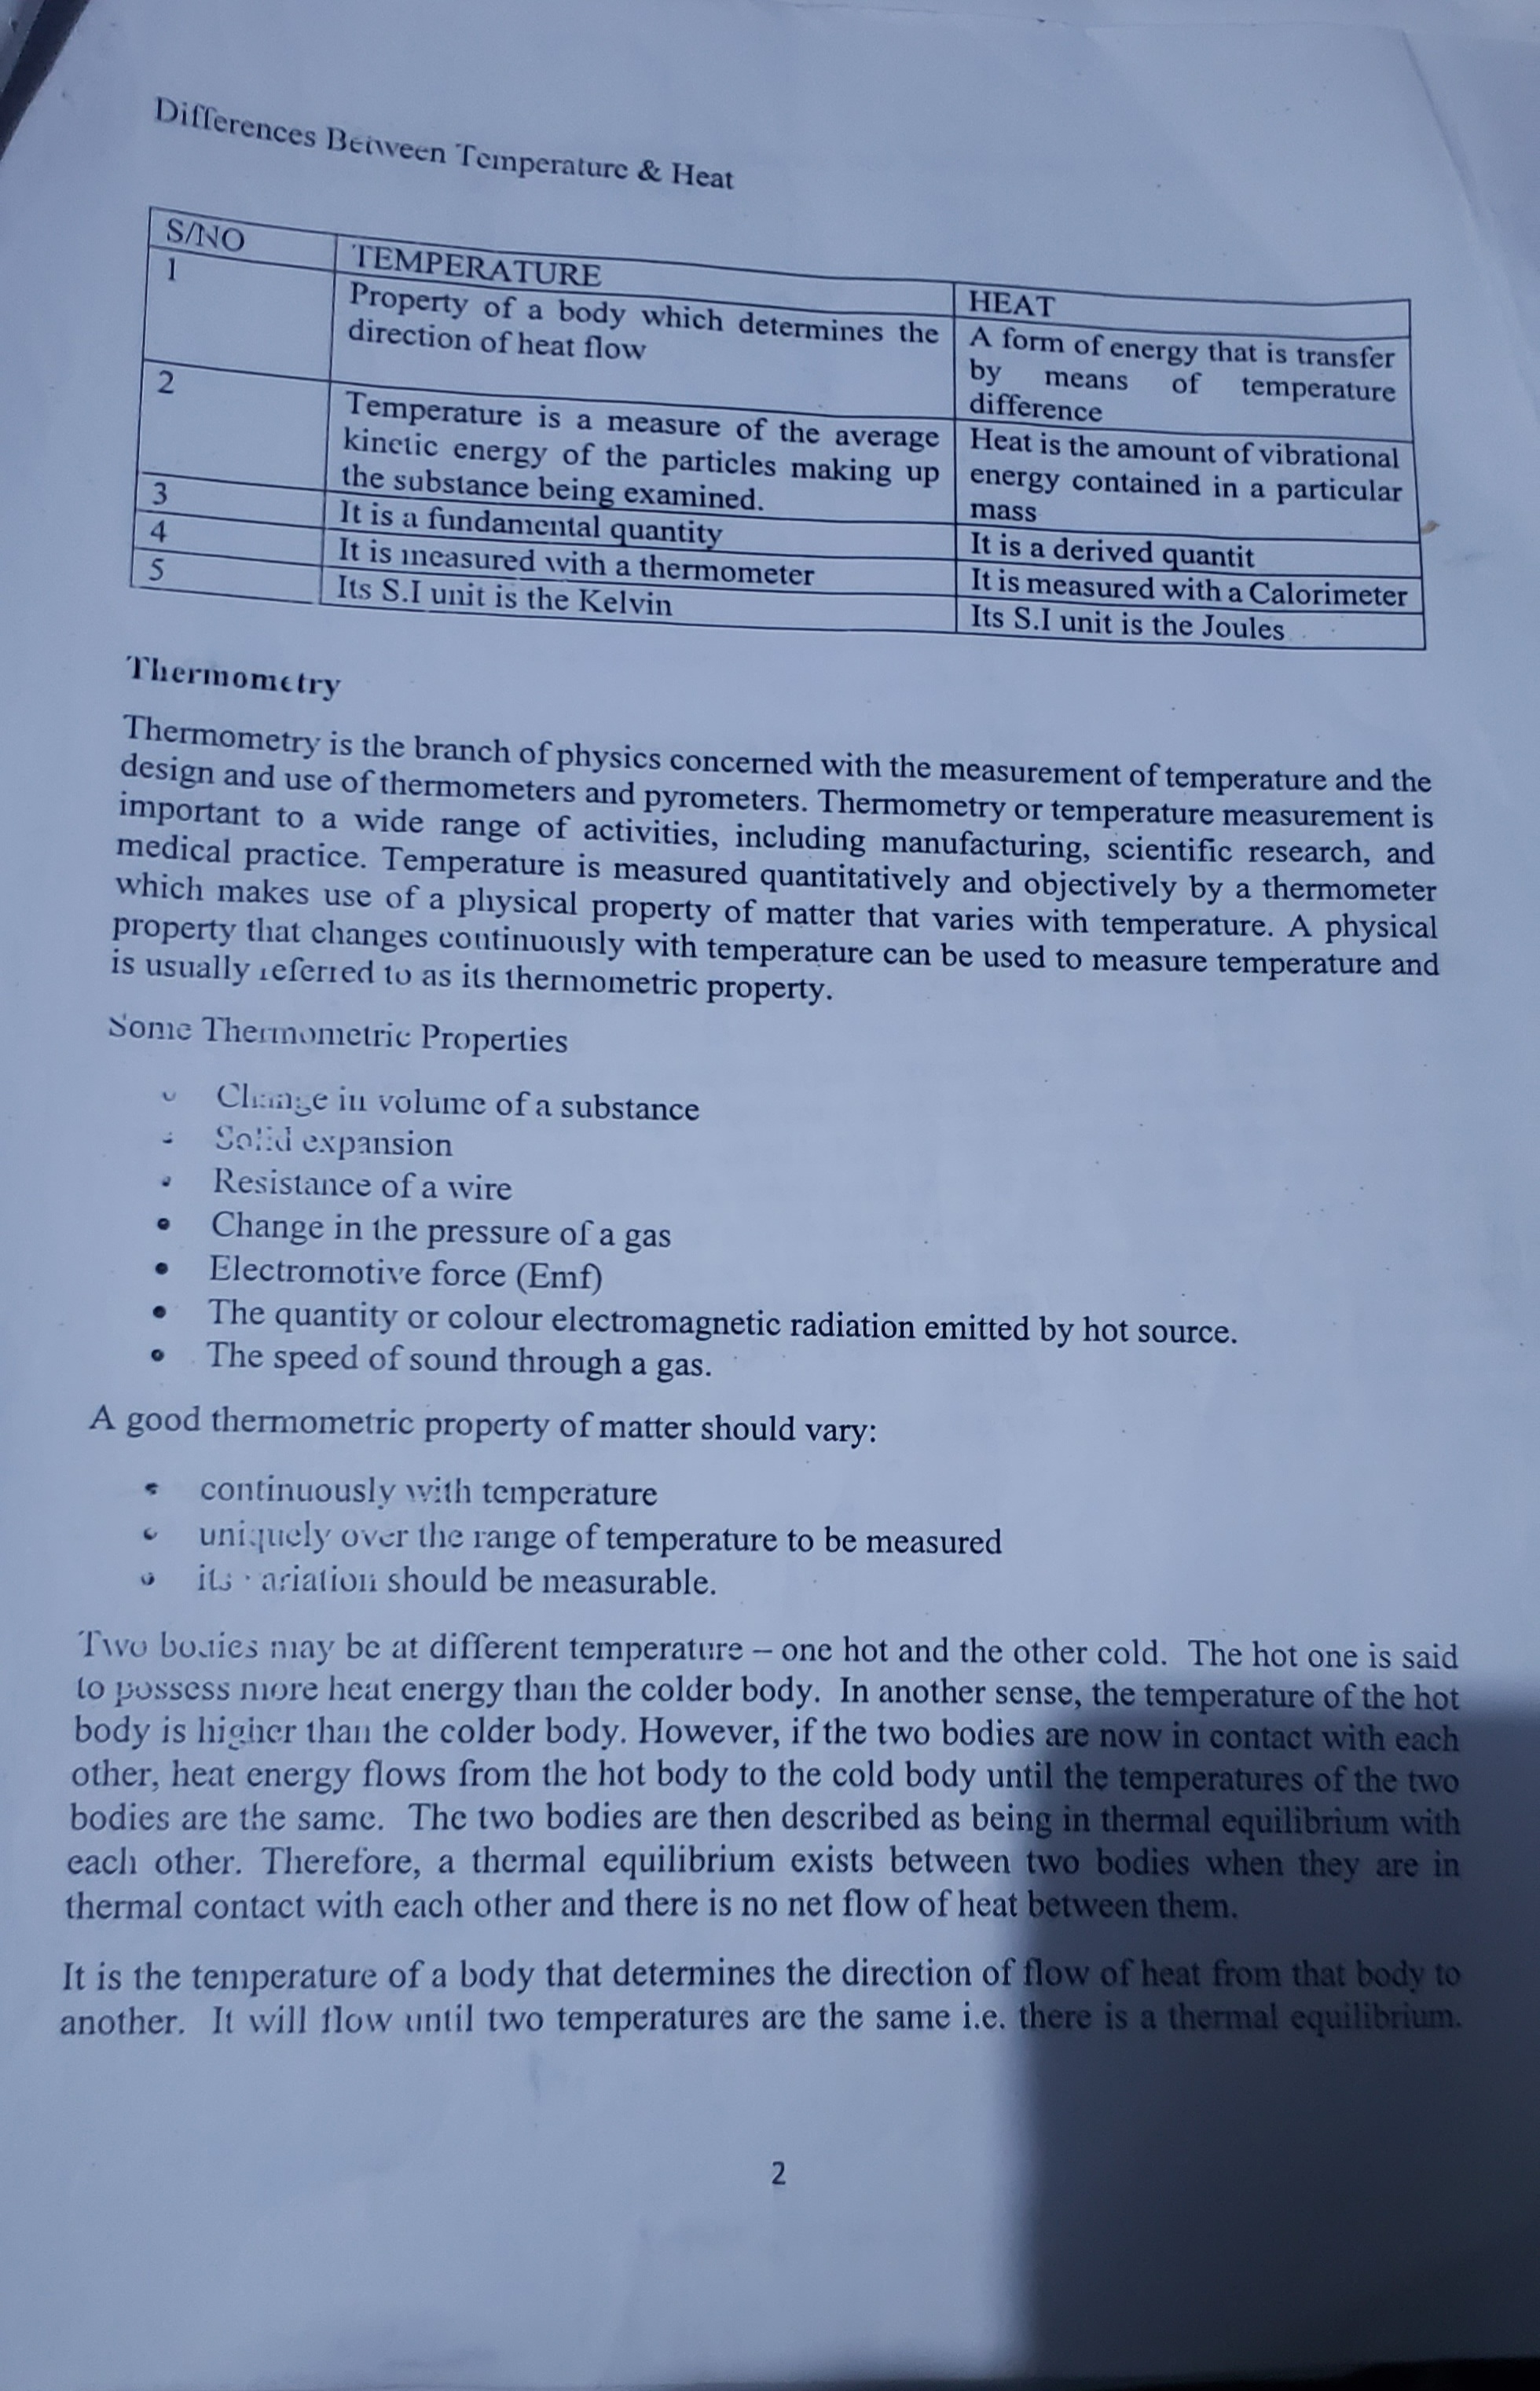 Differences Between Temperature & Heat
S/NO
TEMPERATURE
HEAT
1
Property of a body which determines the
direction of heat flow
A form of energy that is transfer
by means of temperature
difference
2
Temperature is a measure of the average
kinetic energy of the particles making up
the substance being examined.
Heat is the amount of vibrational
energy contained in a particular
mass
3
It is a fundamental quantity
It is a derived quantit
4
It is measured with a thermometer
It is measured with a Calorimeter
5
Its S.I unit is the Kelvin
Its S.I unit is the Joules
Thermometry
Thermometry is the branch of physics concerned with the measurement of temperature and the
design and use of thermometers and pyrometers. Thermometry or temperature measurement is
important to a wide range of activities, including manufacturing, scientific research, and
medical practice. Temperature is measured quantitatively and objectively by a thermometer
which makes use of a physical property of matter that varies with temperature. A physical
property that changes continuously with temperature can be used to measure temperature and
is usually referred to as its thermometric property.
Some Thermometric Properties
• Change in volume of a substance
• Solid expansion
• Resistance of a wire
• Change in the pressure of a gas
• Electromotive force (Emf)
• The quantity or colour electromagnetic radiation emitted by hot source.
• The speed of sound through a gas.
A good thermometric property of matter should vary:
• continuously with temperature
• uniquely over the range of temperature to be measured
• its variation should be measurable.
Two bodies may be at different temperature – one hot and the other cold. The hot one is said
to possess more heat energy than the colder body. In another sense, the temperature of the hot
body is higher than the colder body. However, if the two bodies are now in contact with each
other, heat energy flows from the hot body to the cold body until the temperatures of the two
bodies are the same. The two bodies are then described as being in thermal equilibrium with
each other. Therefore, a thermal equilibrium exists between two bodies when they are in
thermal contact with each other and there is no net flow of heat between them.
It is the temperature of a body that determines the direction of flow of heat from that body to
another. It will flow until two temperatures are the same i.e. there is a thermal equilibrium.
2